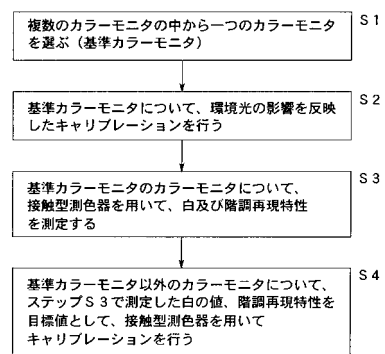 複数のカラーモニタの中から一つのカラーモニタ
を選ぶ（基準カラーモニタ）
S1
基準カラーモニタについて、環境光の影響を反映
したキャリブレーションを行う
S2
基準カラーモニタのカラーモニタについて、
接触型測色器を用いて、白及び階調再現特性
を測定する
S3
基準カラーモニタ以外のカラーモニタについて、
ステップS3で測定した白の値、階調再現特性を
目標値として、接触型測色器を用いて
キャリブレーションを行う
S4